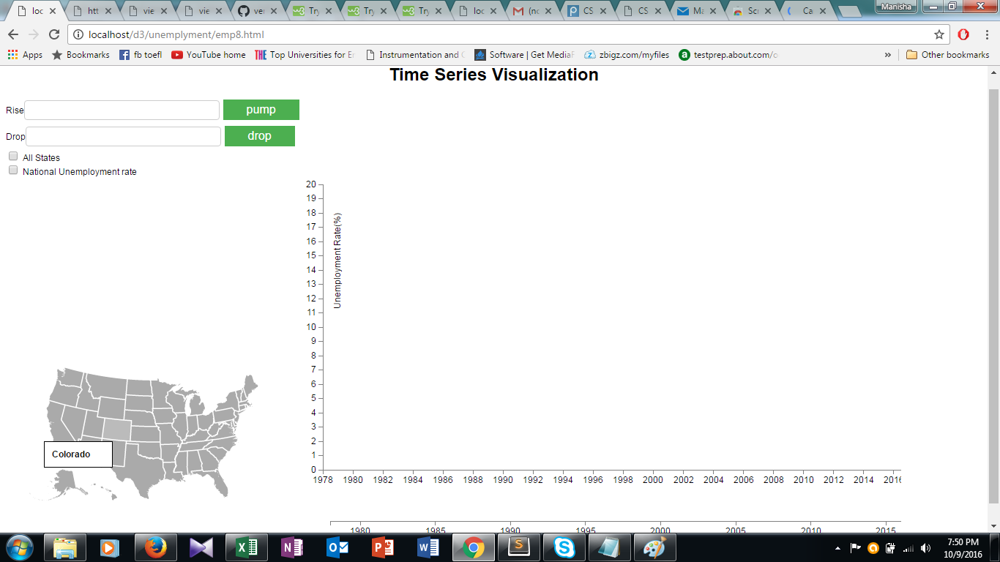 loc
htt
vie
vie
ver
Try
Try
Try
loc
(no
CS
CS
Ma
Scr
Ca
Manisha
localhost/d3/unemplyment/emp8.html
Apps
Bookmarks
fb toefl
YouTube home
THE Top Universities for En
Instrumentation and C
Software | Get MediaF
zbigz.com/myfiles
testprep.about.com/o
»
Other bookmarks
Time Series Visualization
Rise
pump
Drop
drop
All States
National Unemployment rate
20
19
18
17
16
15
14
13
12
11
10
9
8
7
6
5
4
3
2
1
0
Unemployment Rate(%)
1978 1980 1982 1984 1986 1988 1990 1992 1994 1996 1998 2000 2002 2004 2006 2008 2010 2012 2014 2016
Colorado
1980 1985 1990 1995 2000 2005 2010 2015
7:50 PM
10/9/2016